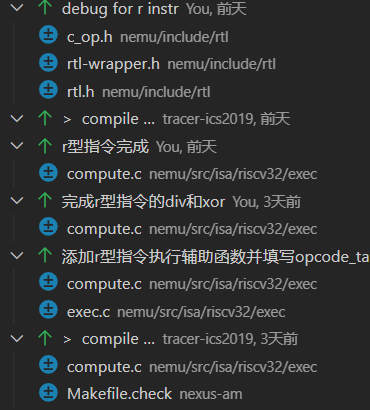 debug for r instr You, 前天
c_op.h nemu/include/rtl
rtl-wrapper.h nemu/include/rtl
rtl.h nemu/include/rtl
> compile ... tracer-ics2019, 前天
r型指令完成 You, 前天
compute.c nemu/src/isa/riscv32/exec
完成r型指令的div和xor You, 3天前
compute.c nemu/src/isa/riscv32/exec
添加r型指令执行辅助函数并填写opcode_ta
compute.c nemu/src/isa/riscv32/exec
exec.c nemu/src/isa/riscv32/exec
> compile ... tracer-ics2019, 3天前
compute.c nemu/src/isa/riscv32/exec
Makefile.check nexus-am